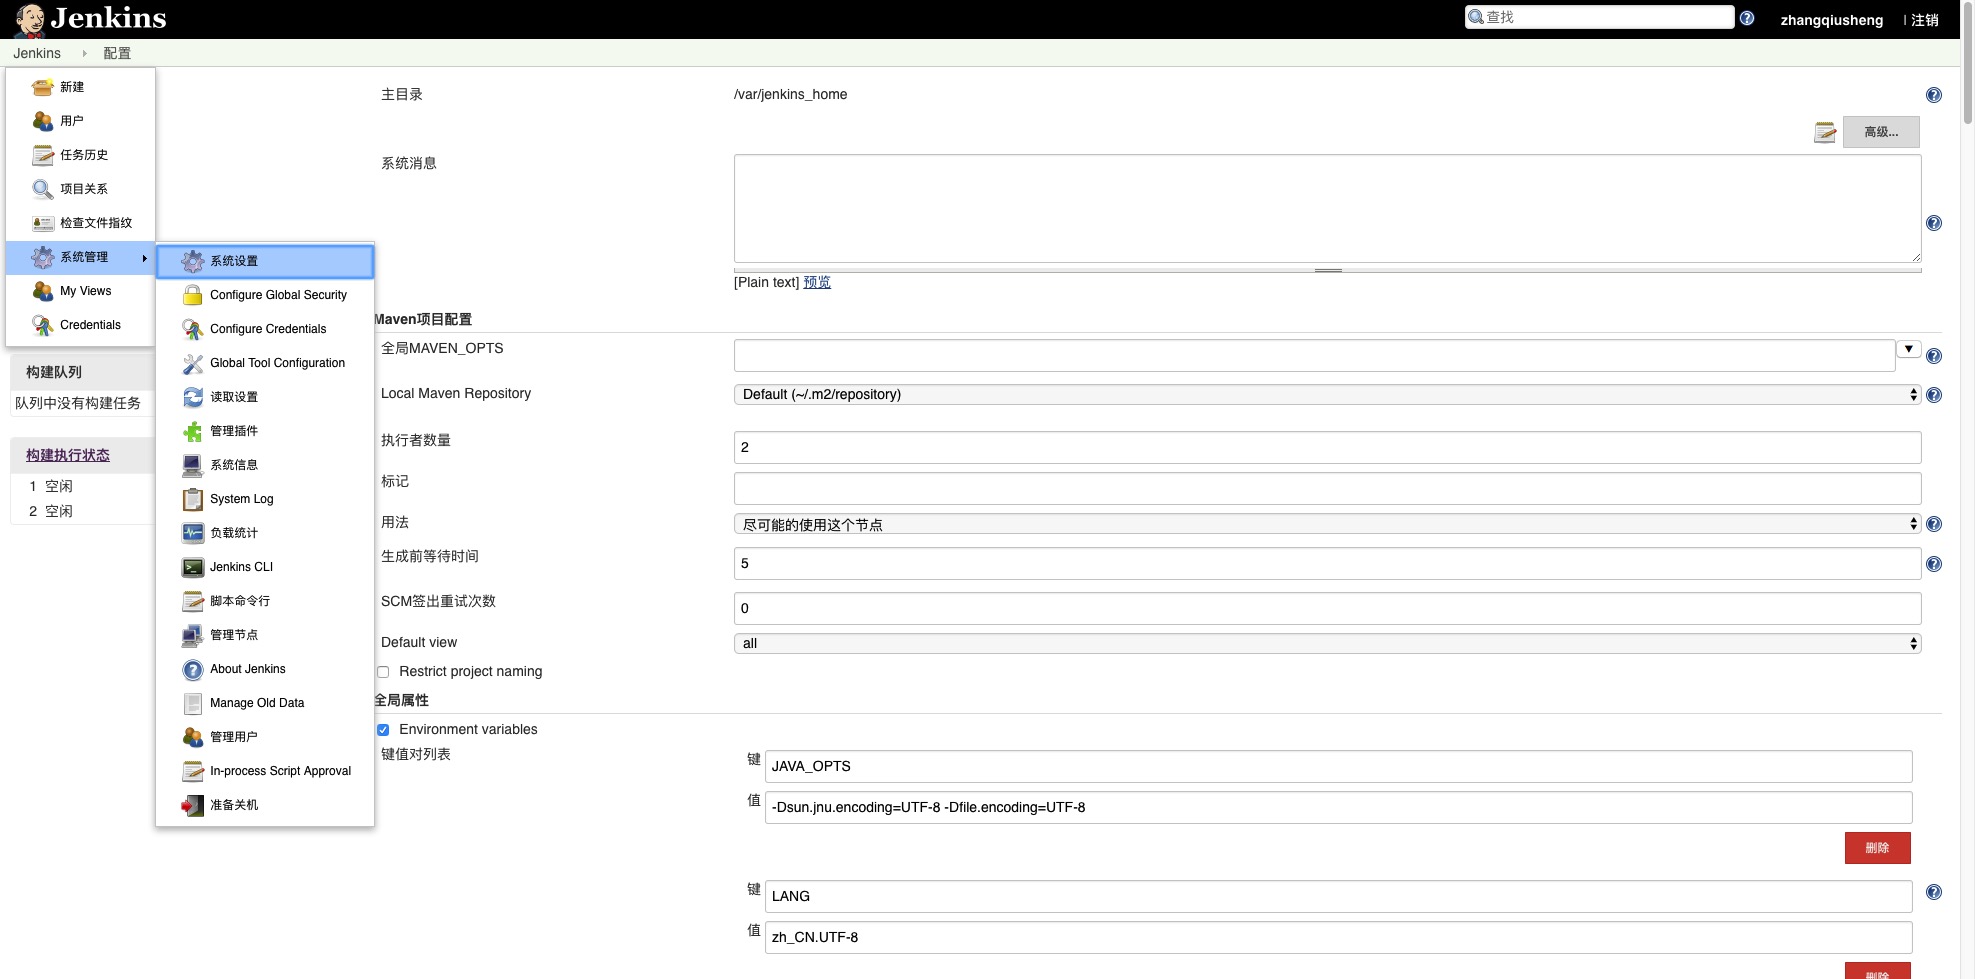 Jenkins
查找
zhangqiusheng
| 注销
Jenkins
配置
新建
用户
任务历史
项目关系
检查文件指纹
系统管理
My Views
Credentials
系统设置
Configure Global Security
Configure Credentials
Global Tool Configuration
读取设置
管理插件
系统信息
System Log
负载统计
Jenkins CLI
脚本命令行
管理节点
About Jenkins
Manage Old Data
管理用户
In-process Script Approval
准备关机
构建队列
队列中没有构建任务
构建执行状态
1 空闲
2 空闲
主目录
/var/jenkins_home
高级...
系统消息
[Plain text] 预览
Maven项目配置
全局MAVEN_OPTS
Local Maven Repository
Default (~/.m2/repository)
执行者数量
2
标记
用法
尽可能的使用这个节点
生成前等待时间
5
SCM签出重试次数
0
Default view
all
Restrict project naming
全局属性
Environment variables
键值对列表
键
JAVA_OPTS
值
-Dsun.jnu.encoding=UTF-8 -Dfile.encoding=UTF-8
删除
键
LANG
值
zh_CN.UTF-8
删除